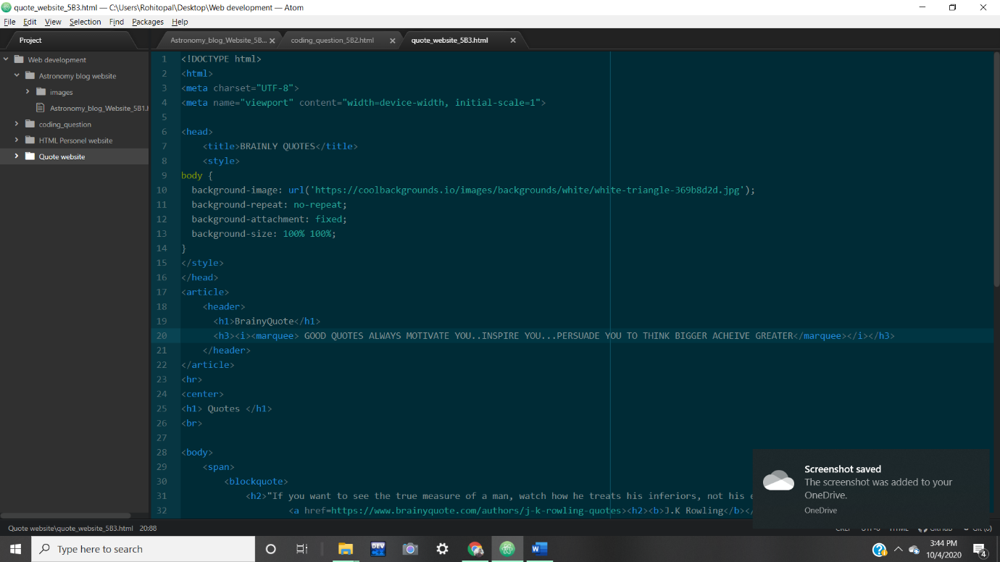 quote_website_5B3.html — C:\Users\Rohitopal\Desktop\Web development — Atom
File Edit View Selection Find Packages Help
Project
Astronomy_blog_Website_5B... coding_question_5B2.html quote_website_5B3.html
Web development
Astronomy blog website
images
Astronomy_blog_Website_5B1.h
coding_question
HTML Personel website
Quote website
1 <!DOCTYPE html>
2 <html>
3 <meta charset="UTF-8">
4 <meta name="viewport" content="width=device-width, initial-scale=1">
5
6 <head>
7 <title>BRAINLY QUOTES</title>
8 <style>
9 body {
10 background-image: url('https://coolbackgrounds.io/images/backgrounds/white/white-triangle-369b8d2d.jpg');
11 background-repeat: no-repeat;
12 background-attachment: fixed;
13 background-size: 100% 100%;
14 }
15 </style>
16 </head>
17 <article>
18 <header>
19 <h1>BrainyQuote</h1>
20 <h3><i><marquee> GOOD QUOTES ALWAYS MOTIVATE YOU..INSPIRE YOU...PERSUADE YOU TO THINK BIGGER ACHEIVE GREATER</marquee></i></h3>
21 </header>
22 </article>
23 <hr>
24 <center>
25 <h1> Quotes </h1>
26 <br>
27
28 <body>
29 <span>
30 <blockquote>
31 <h2>"If you want to see the true measure of a man, watch how he treats his inferiors, not his
32 <a href=https://www.brainyquote.com/authors/j-k-rowling-quotes><h2><b>J.K Rowling</b></
Screenshot saved
The screenshot was added to your
OneDrive.
OneDrive
Quote website\quote_website_5B3.html 20:88 CRLF UTF-8 HTML GitHub Git (0)
Type here to search
DEV
3:44 PM
10/4/2020
4